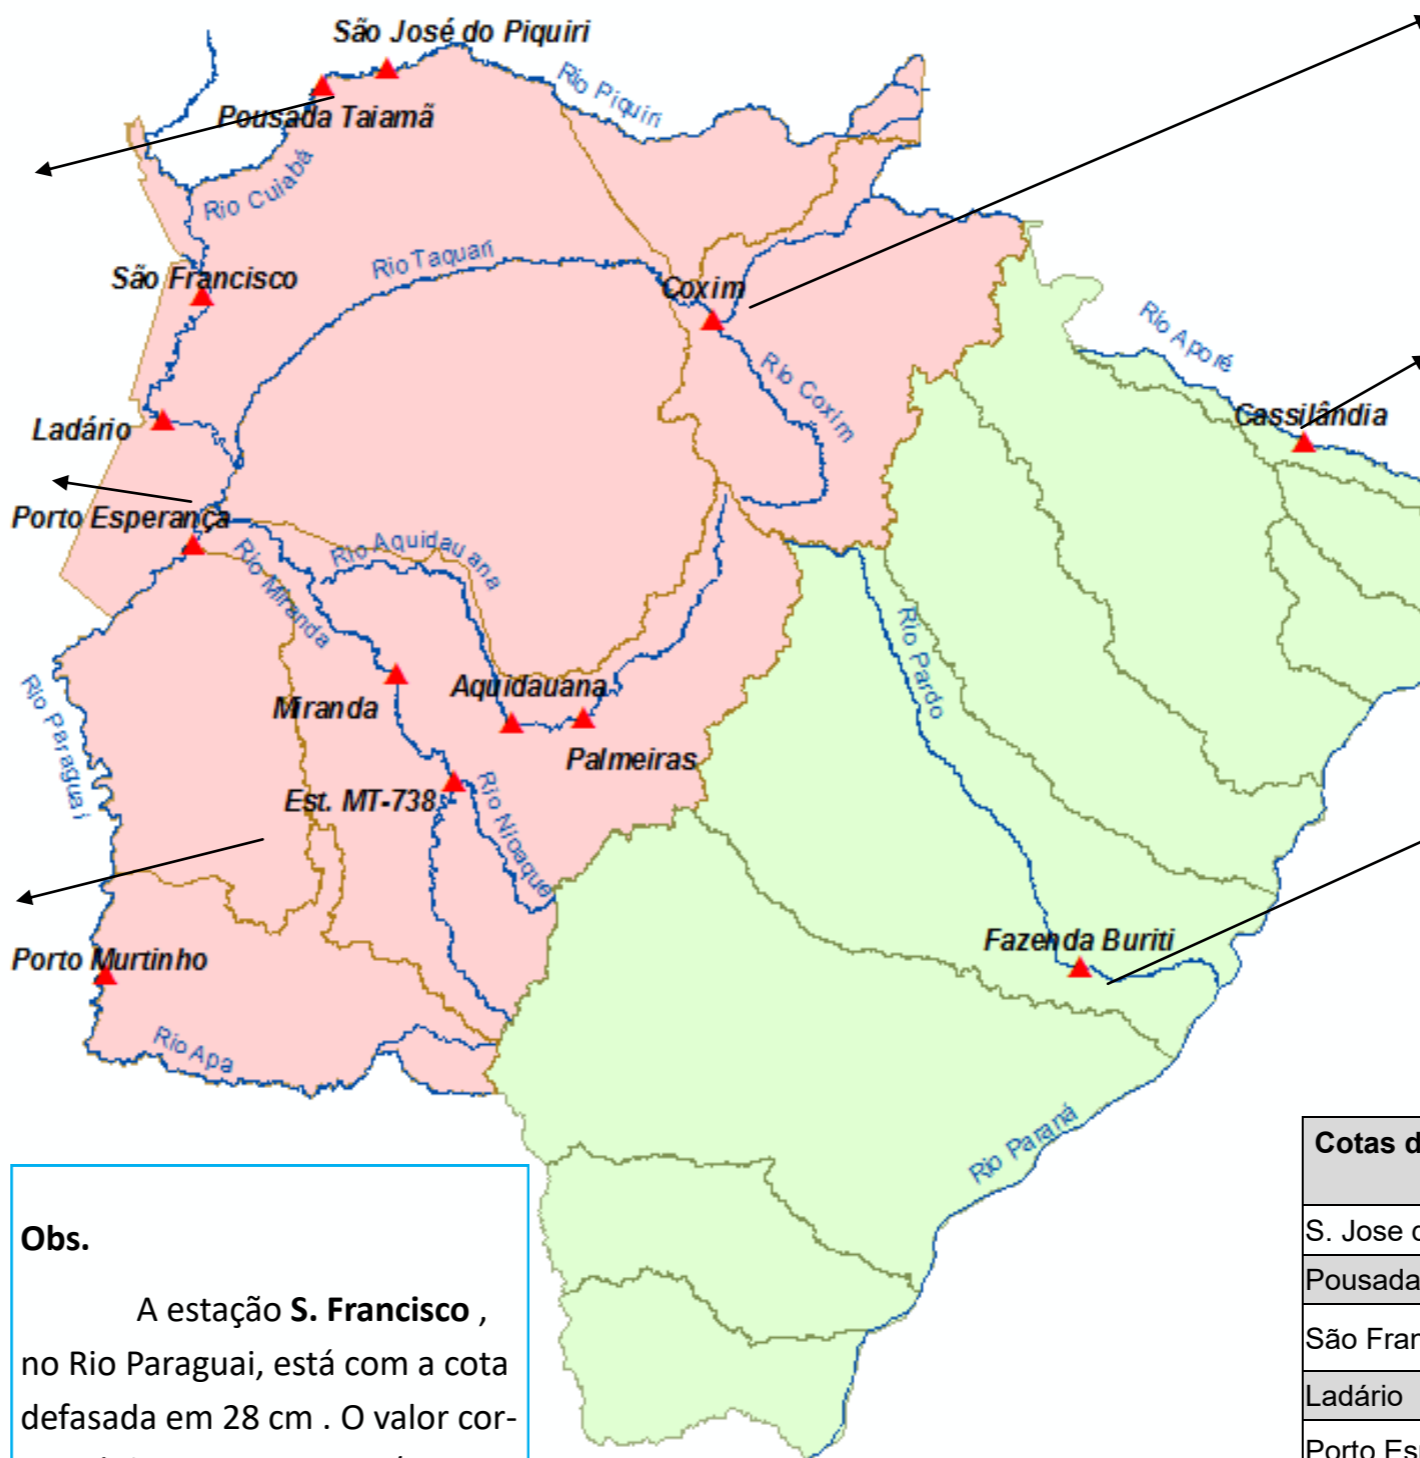 São José do Piquiri
Rio Piquiri
Pousada Taiamã
Rio Cuiabá
Rio Taquari
São Francisco
Coxim
Rio Aporé
Rio Coxim
Cassilândia
Ladário
Porto Esperança
Rio Aquidauana
Rio Miranda
Rio Pardo
Rio Paraguai
Aquidauana
Miranda
Palmeiras
Est. MT-738
Rio Nioaque
Fazenda Buriti
Porto Murtinho
Rio Apa
Rio Paraná
Obs.
A estação S. Francisco ,
no Rio Paraguai, está com a cota
defasada em 28 cm . O valor cor-
Cotas d
S. Jose
Pousada
São Fran
Ladário
Porto Esp